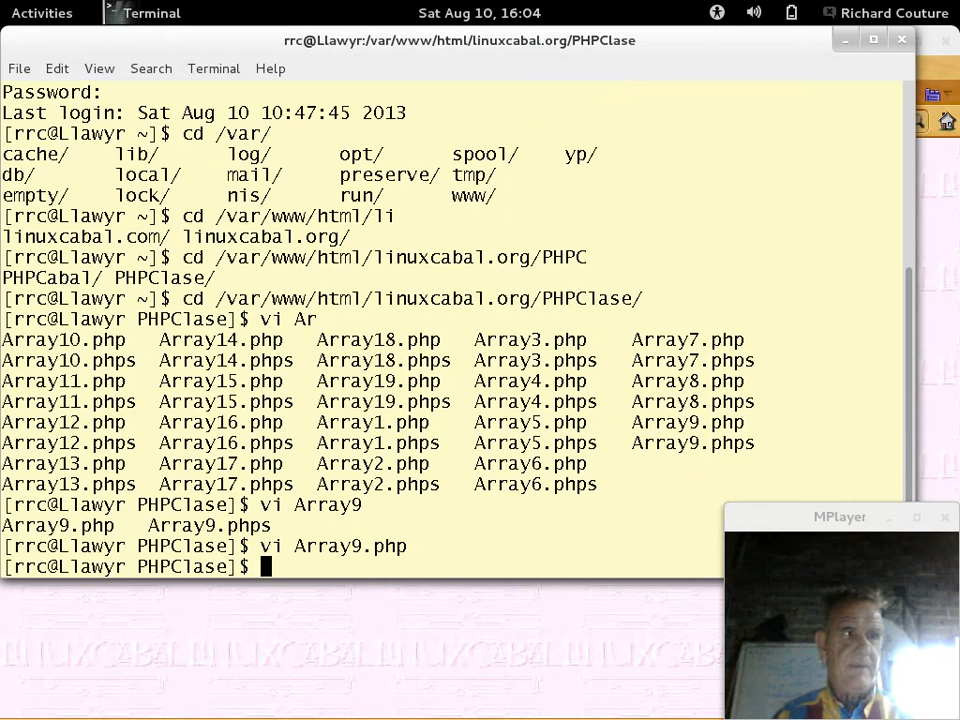 Activities Terminal Sat Aug 10, 16:04 Richard Couture
rrc@Llawyr:/var/www/html/linuxcabal.org/PHPClase
File Edit View Search Terminal Help
Password:
Last login: Sat Aug 10 10:47:45 2013
[rrc@Llawyr ~]$ cd /var/
cache/ lib/ log/ opt/ spool/ yp/
db/ local/ mail/ preserve/ tmp/
empty/ lock/ nis/ run/ www/
[rrc@Llawyr ~]$ cd /var/www/html/li
linuxcabal.com/ linuxcabal.org/
[rrc@Llawyr ~]$ cd /var/www/html/linuxcabal.org/PHPC
PHPCabal/ PHPClase/
[rrc@Llawyr ~]$ cd /var/www/html/linuxcabal.org/PHPClase/
[rrc@Llawyr PHPClase]$ vi Ar
Array10.php Array14.php Array18.php Array3.php Array7.php
Array10.phps Array14.phps Array18.phps Array3.phps Array7.phps
Array11.php Array15.php Array19.php Array4.php Array8.php
Array11.phps Array15.phps Array19.phps Array4.phps Array8.phps
Array12.php Array16.php Array1.php Array5.php Array9.php
Array12.phps Array16.phps Array1.phps Array5.phps Array9.phps
Array13.php Array17.php Array2.php Array6.php
Array13.phps Array17.phps Array2.phps Array6.phps
[rrc@Llawyr PHPClase]$ vi Array9
Array9.php Array9.phps
[rrc@Llawyr PHPClase]$ vi Array9.php
[rrc@Llawyr PHPClase]$
MPlayer
LINUXCABAL